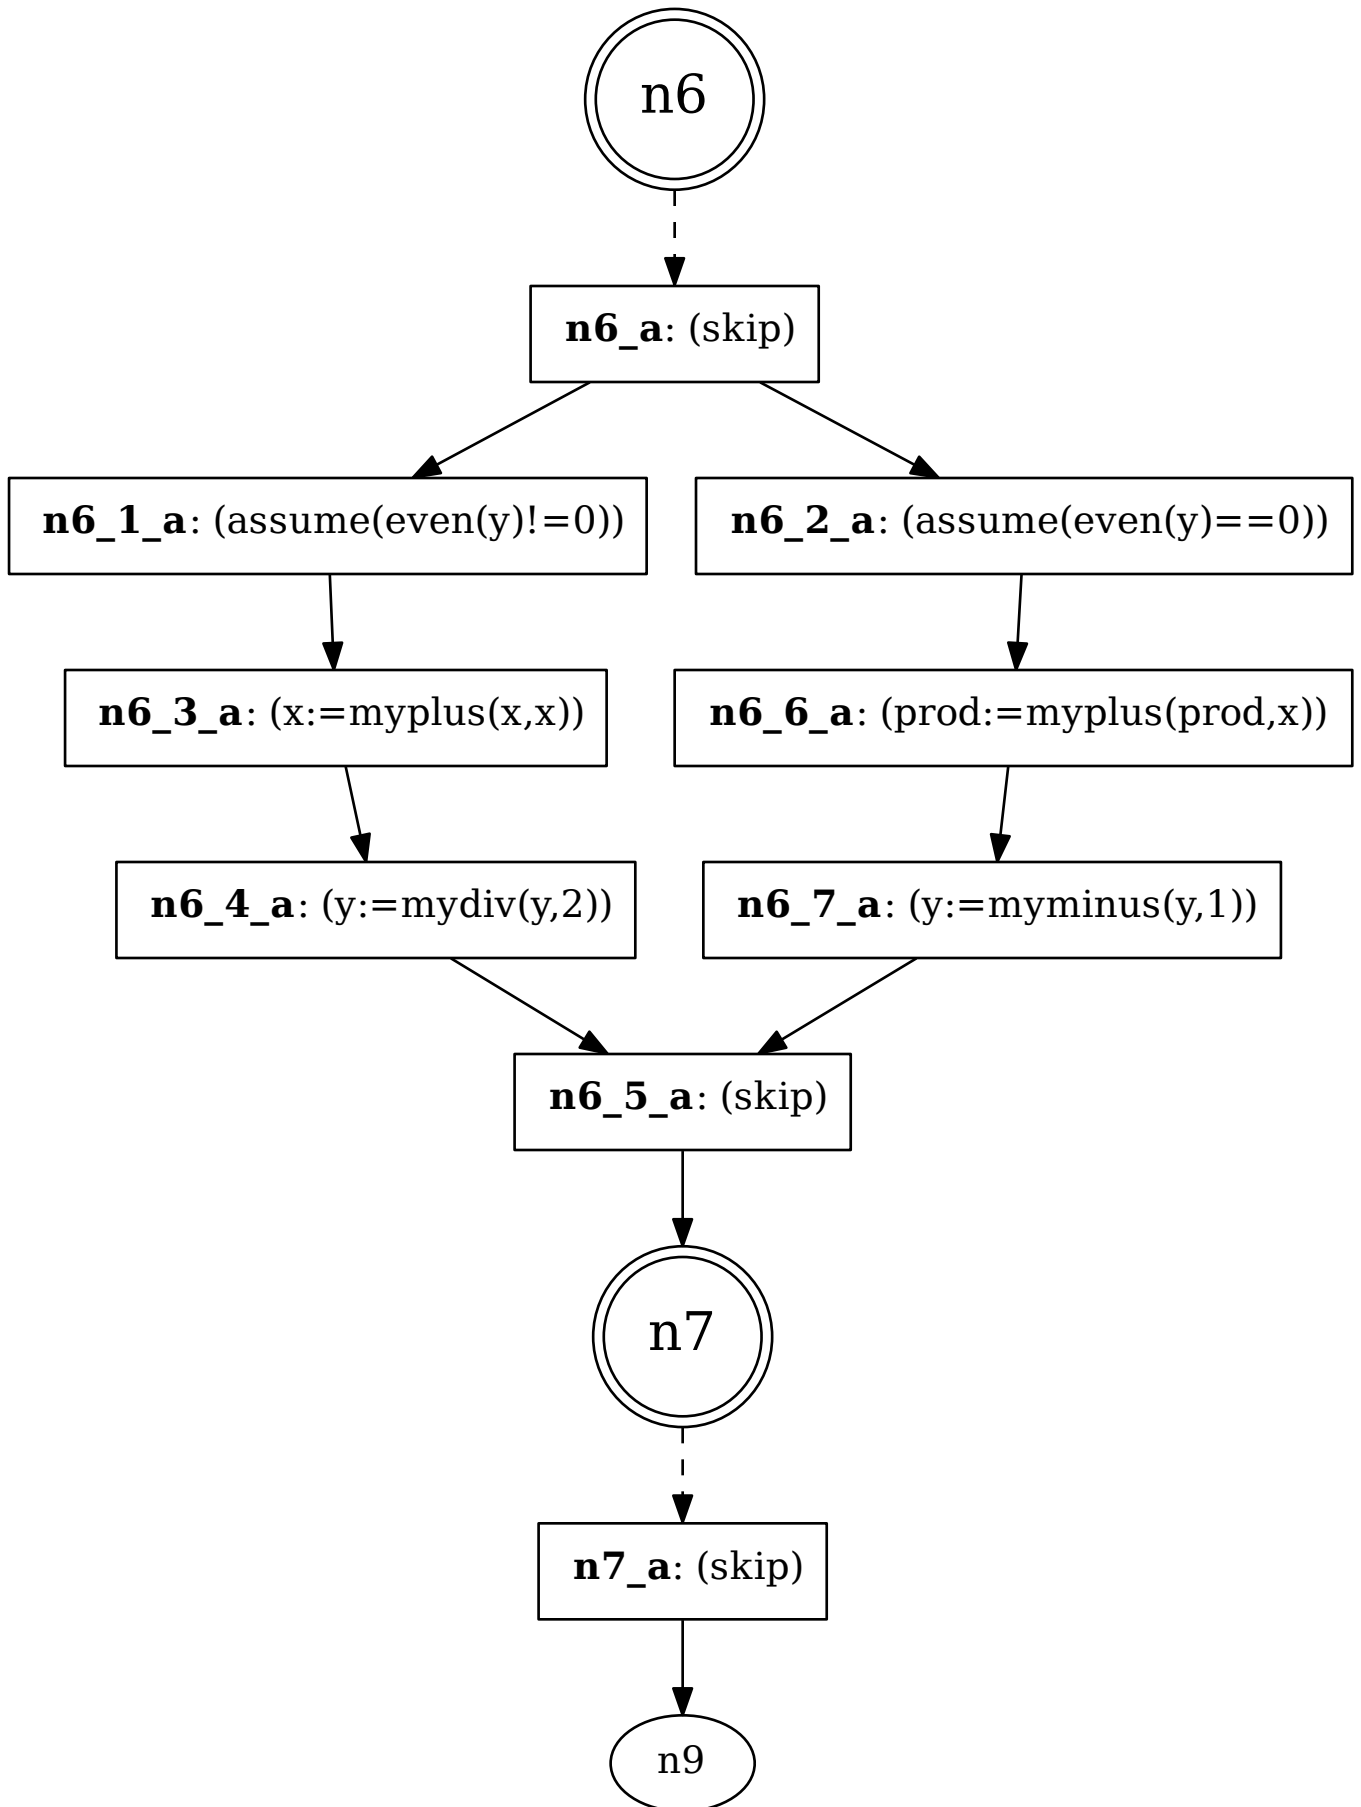 n6
n6_a: (skip)
n6_1_a: (assume(even(y)!=0))
n6_2_a: (assume(even(y)==0))
n6_3_a: (x:=myplus(x,x))
n6_6_a: (prod:=myplus(prod,x))
n6_4_a: (y:=mydiv(y,2))
n6_7_a: (y:=myminus(y,1))
n6_5_a: (skip)
n7
n7_a: (skip)
n9